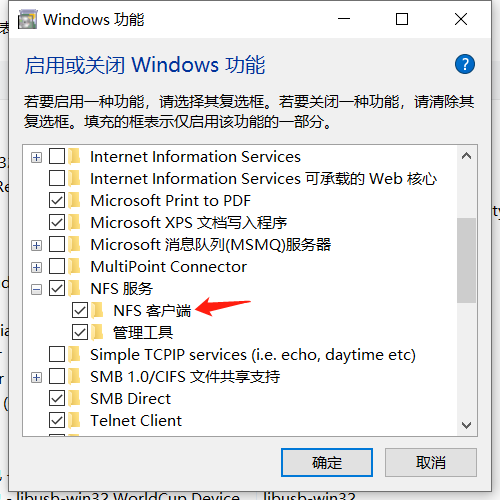 Windows 功能
启用或关闭 Windows 功能
若要启用一种功能，请选择其复选框。若要关闭一种功能，请清除其
复选框。填充的框表示仅启用该功能的一部分。
Internet Information Services
Internet Information Services 可承载的 Web 核心
Microsoft Print to PDF
Microsoft XPS 文档写入程序
Microsoft 消息队列(MSMQ)服务器
MultiPoint Connector
NFS 服务
NFS 客户端
管理工具
Simple TCPIP services (i.e. echo, daytime etc)
SMB 1.0/CIFS 文件共享支持
SMB Direct
Telnet Client
确定
取消
libusb-win32 WorldCup Device
libusb-win32